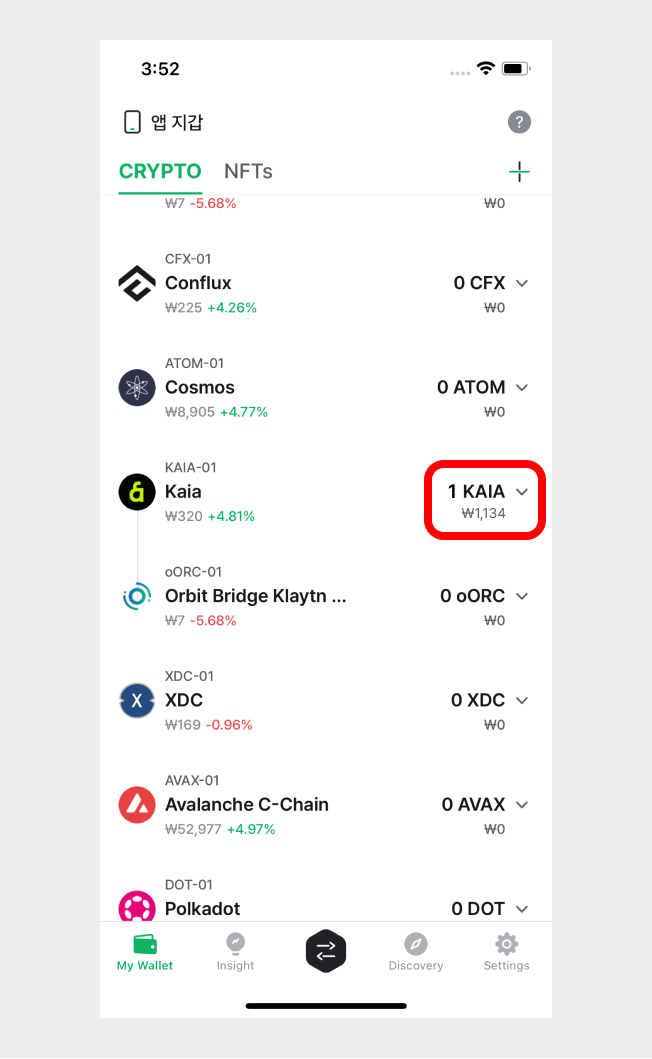 3:52
앱 지갑
?
CRYPTO NFTs
₩7 -5.68% ₩0
CFX-01
Conflux 0 CFX
₩225 +4.26% ₩0
ATOM-01
Cosmos 0 ATOM
₩8,905 +4.77% ₩0
KAIA-01
Kaia 1 KAIA
₩320 +4.81% ₩1,134
oORC-01
Orbit Bridge Klaytn ... 0 oORC
₩7 -5.68% ₩0
XDC-01
XDC 0 XDC
₩169 -0.96% ₩0
AVAX-01
Avalanche C-Chain 0 AVAX
₩52,977 +4.97% ₩0
DOT-01
Polkadot 0 DOT
My Wallet Insight Discovery Settings